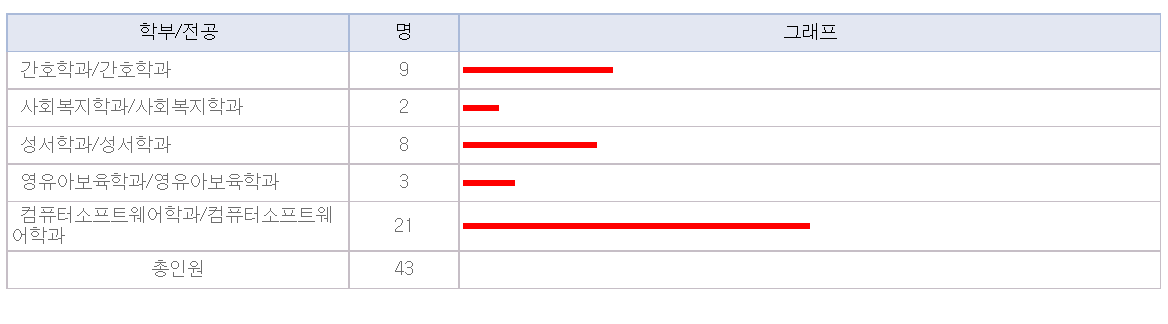 학부/전공 명 그래프
간호학과/간호학과 9
사회복지학과/사회복지학과 2
성서학과/성서학과 8
영유아보육학과/영유아보육학과 3
컴퓨터소프트웨어학과/컴퓨터소프트웨
어학과 21
총인원 43